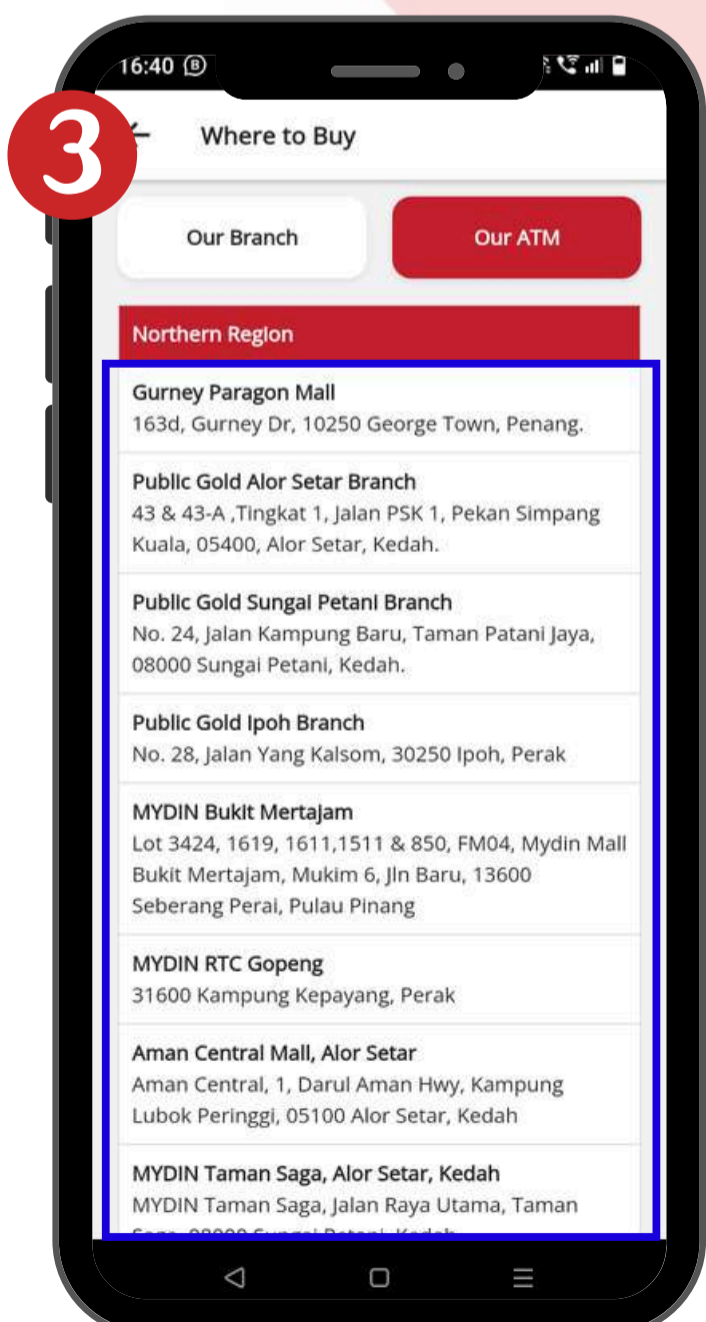 16:40
3
Where to Buy
Our Branch
Our ATM
Northern Region
Gurney Paragon Mall
163d, Gurney Dr, 10250 George Town, Penang.
Public Gold Alor Setar Branch
43 & 43-A ,Tingkat 1, Jalan PSK 1, Pekan Simpang
Kuala, 05400, Alor Setar, Kedah.
Public Gold Sungai Petani Branch
No. 24, Jalan Kampung Baru, Taman Patani Jaya,
08000 Sungai Petani, Kedah.
Public Gold Ipoh Branch
No. 28, Jalan Yang Kalsom, 30250 Ipoh, Perak
MYDIN Bukit Mertajam
Lot 3424, 1619, 1611,1511 & 850, FM04, Mydin Mall
Bukit Mertajam, Mukim 6, Jln Baru, 13600
Seberang Perai, Pulau Pinang
MYDIN RTC Gopeng
31600 Kampung Kepayang, Perak
Aman Central Mall, Alor Setar
Aman Central, 1, Darul Aman Hwy, Kampung
Lubok Peringgi, 05100 Alor Setar, Kedah
MYDIN Taman Saga, Alor Setar, Kedah
MYDIN Taman Saga, Jalan Raya Utama, Taman